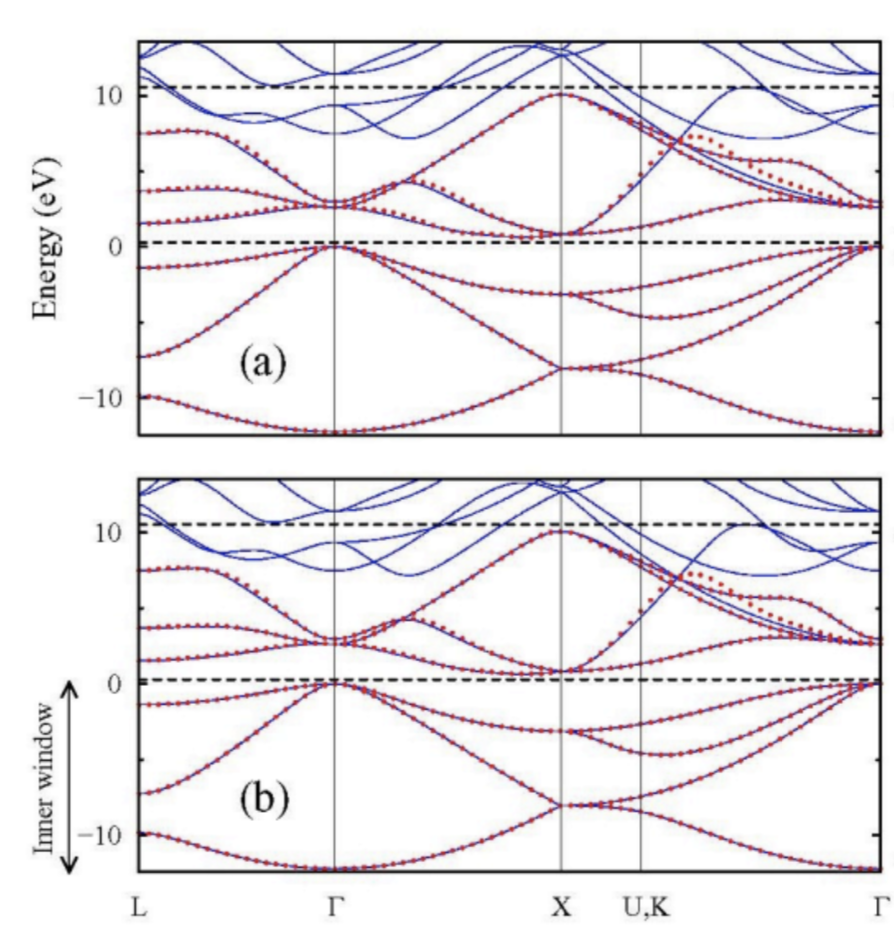 10
0
−10
Energy (eV)
(a)
10
0
−10
Inner window
(b)
L Γ X U,K Γ